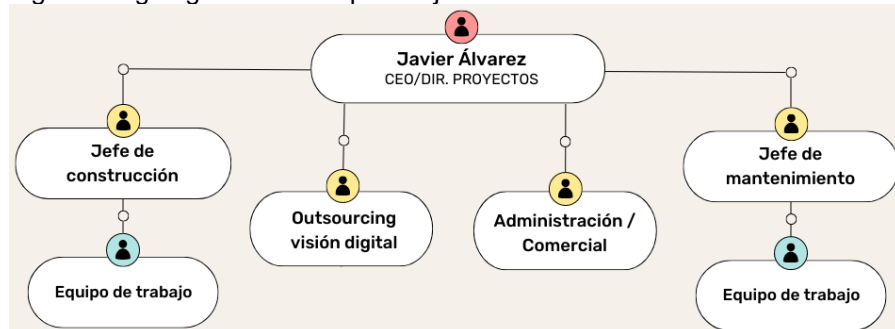 Javier Álvarez
CEO/DIR. PROYECTOS
Jefe de
construcción
Jefe de
mantenimiento
Outsourcing
visión digital
Administración /
Comercial
Equipo de trabajo
Equipo de trabajo